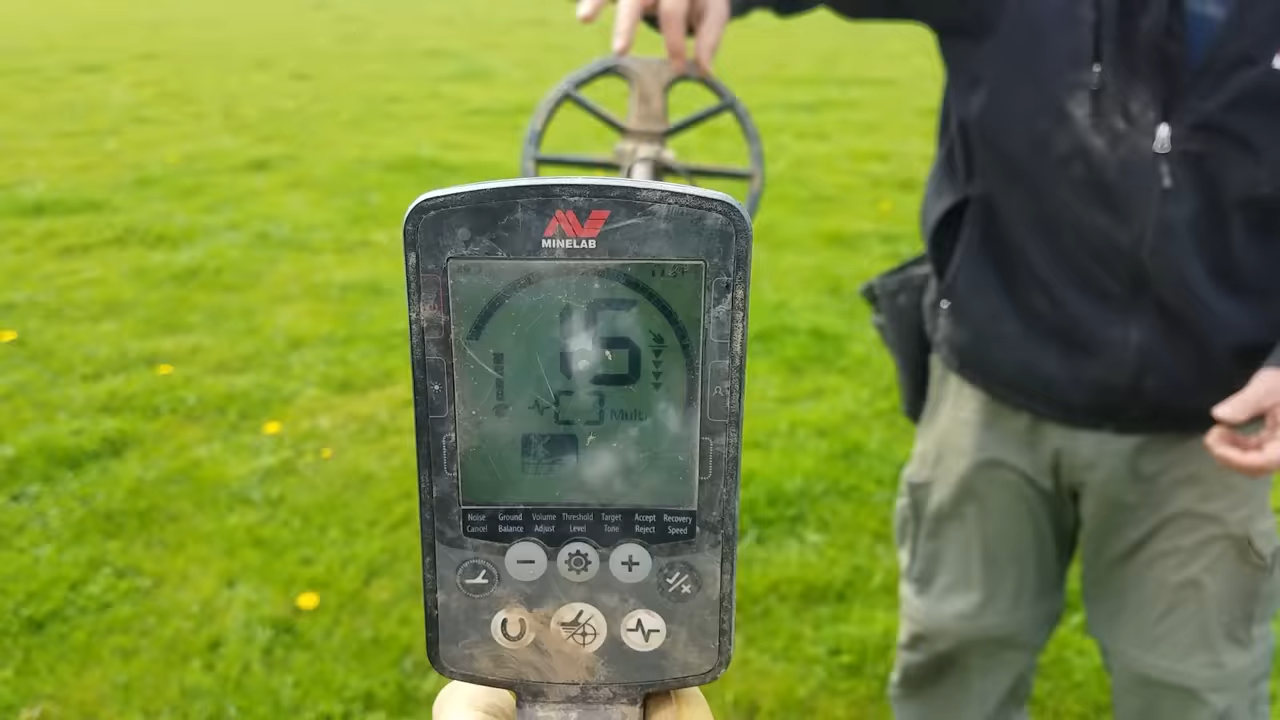 MINELAB
15
Multi
Noise Cancel
Ground Balance
Volume Adjust
Threshold Level
Target Tone
Accept Reject
Recovery Speed